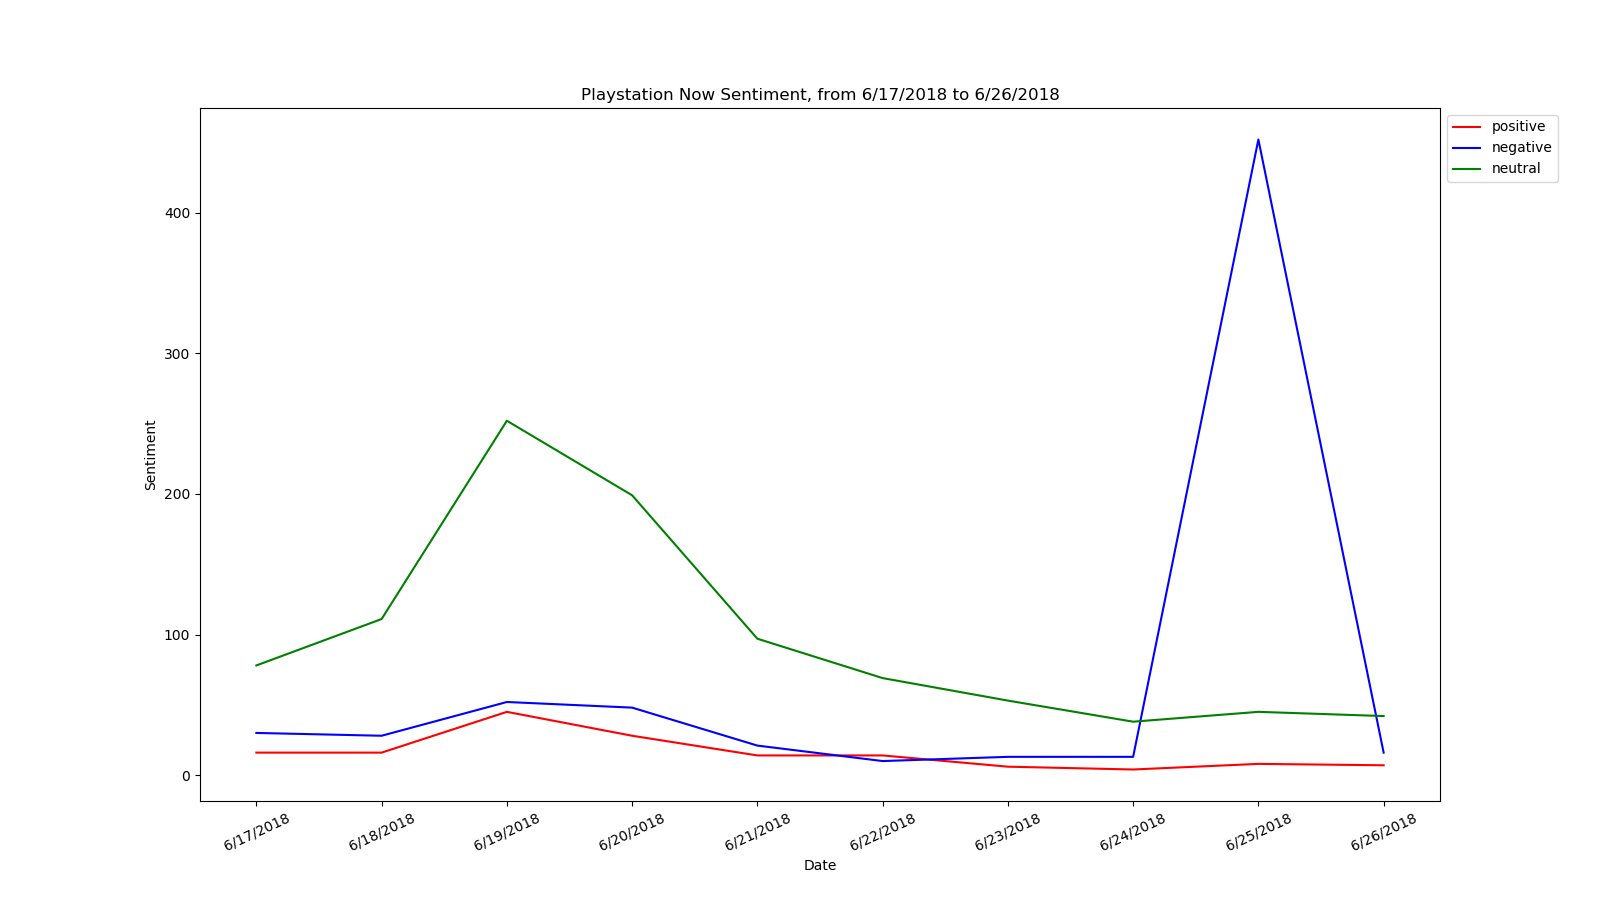 Playstation Now Sentiment, from 6/17/2018 to 6/26/2018
positive
negative
neutral
400
300
200
100
0
Sentiment
6/17/2018
6/18/2018
6/19/2018
6/20/2018
6/21/2018
6/22/2018
6/23/2018
6/24/2018
6/25/2018
6/26/2018
Date